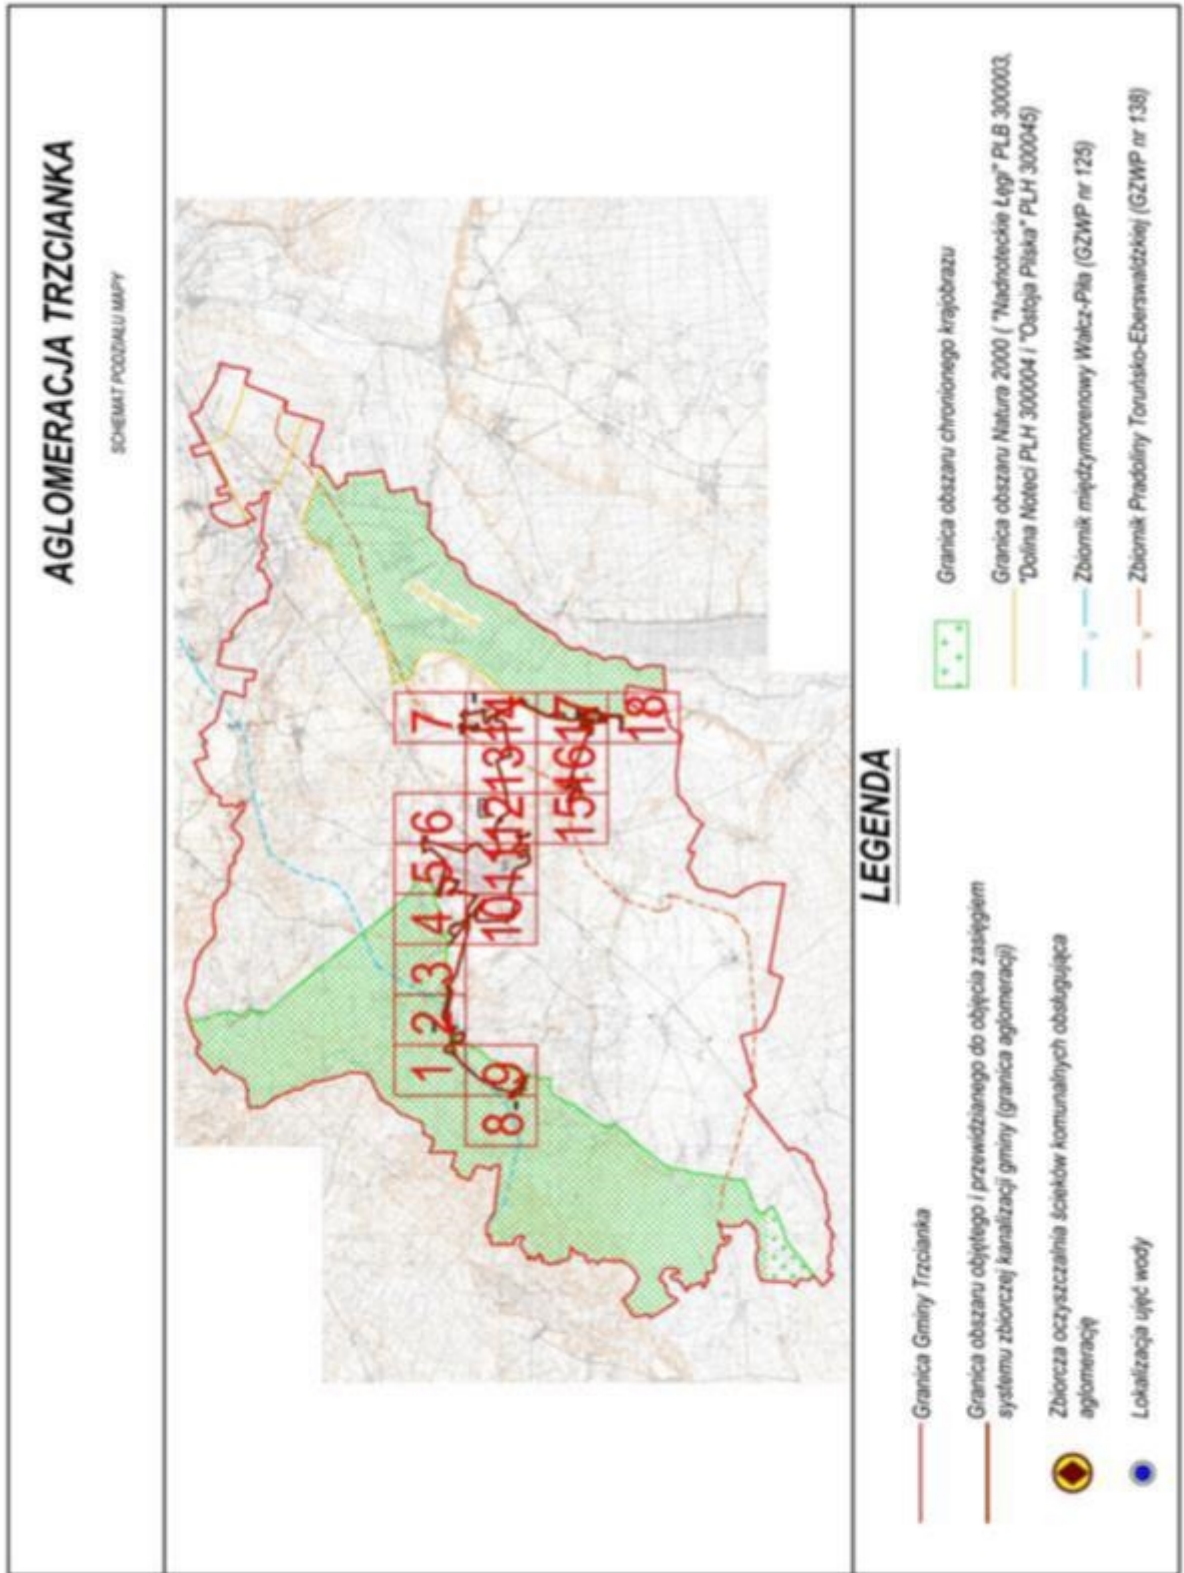 AGLOMERACJA TRZCIANKA
SCHEMAT PODZIAŁU MAPY
1 2 3 4 5 6 7
8 9 10 11 12 13 14
15 16 17
18
LEGENDA
Granica Gminy Trzcianka
Granica obszaru objętego i przewidzianego do objęcia zasięgiem
systemu zbiorczej kanalizacji gminy (granica aglomeracji)
Zbiorcza oczyszczalnia ścieków komunalnych obsługująca
aglomerację
Lokalizacja ujęć wody
Granica obszaru chronionego krajobrazu
Granica obszaru Natura 2000 ( "Nadnoteckie Łęgi" PLB 300003,
"Dolina Noteci PLH 300004 i "Ostoja Pilska" PLH 300045)
Zbiornik międzymorenowy Wałcz-Piła (GZWP nr 125)
Zbiornik Pradoliny Toruńsko-Eberswaldzkiej (GZWP nr 138)